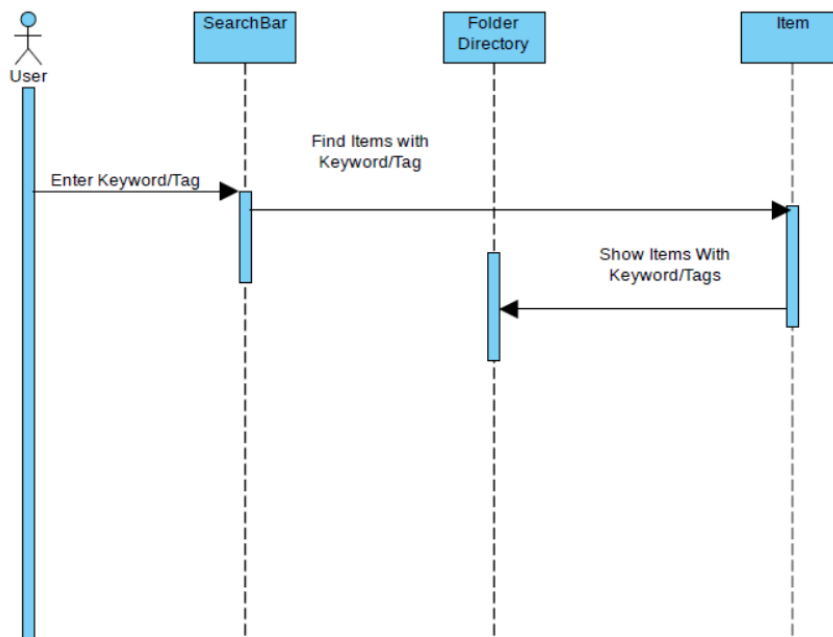 SearchBar
Folder
Directory
Item
User
Find Items with
Keyword/Tag
Enter Keyword/Tag
Show Items With
Keyword/Tags